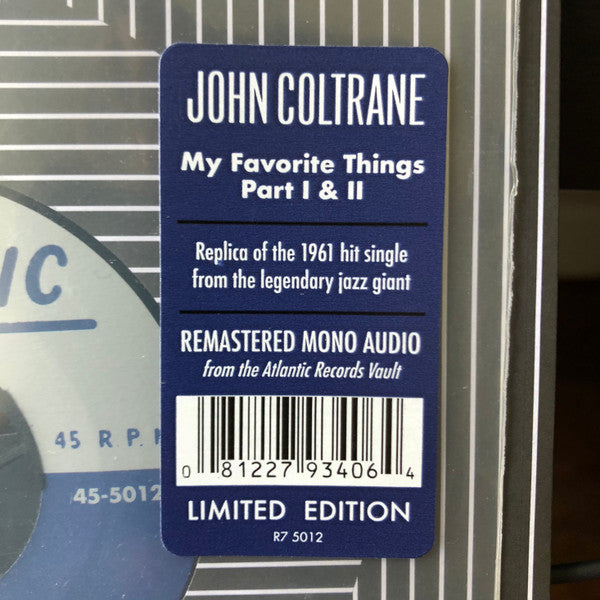 JOHN COLTRANE
My Favorite Things
Part I & II
Replica of the 1961 hit single
from the legendary jazz giant
REMASTERED MONO AUDIO
from the Atlantic Records Vault
0 81227 93406 4
LIMITED EDITION
R7 5012
IC
45 R.P.M
45-5012